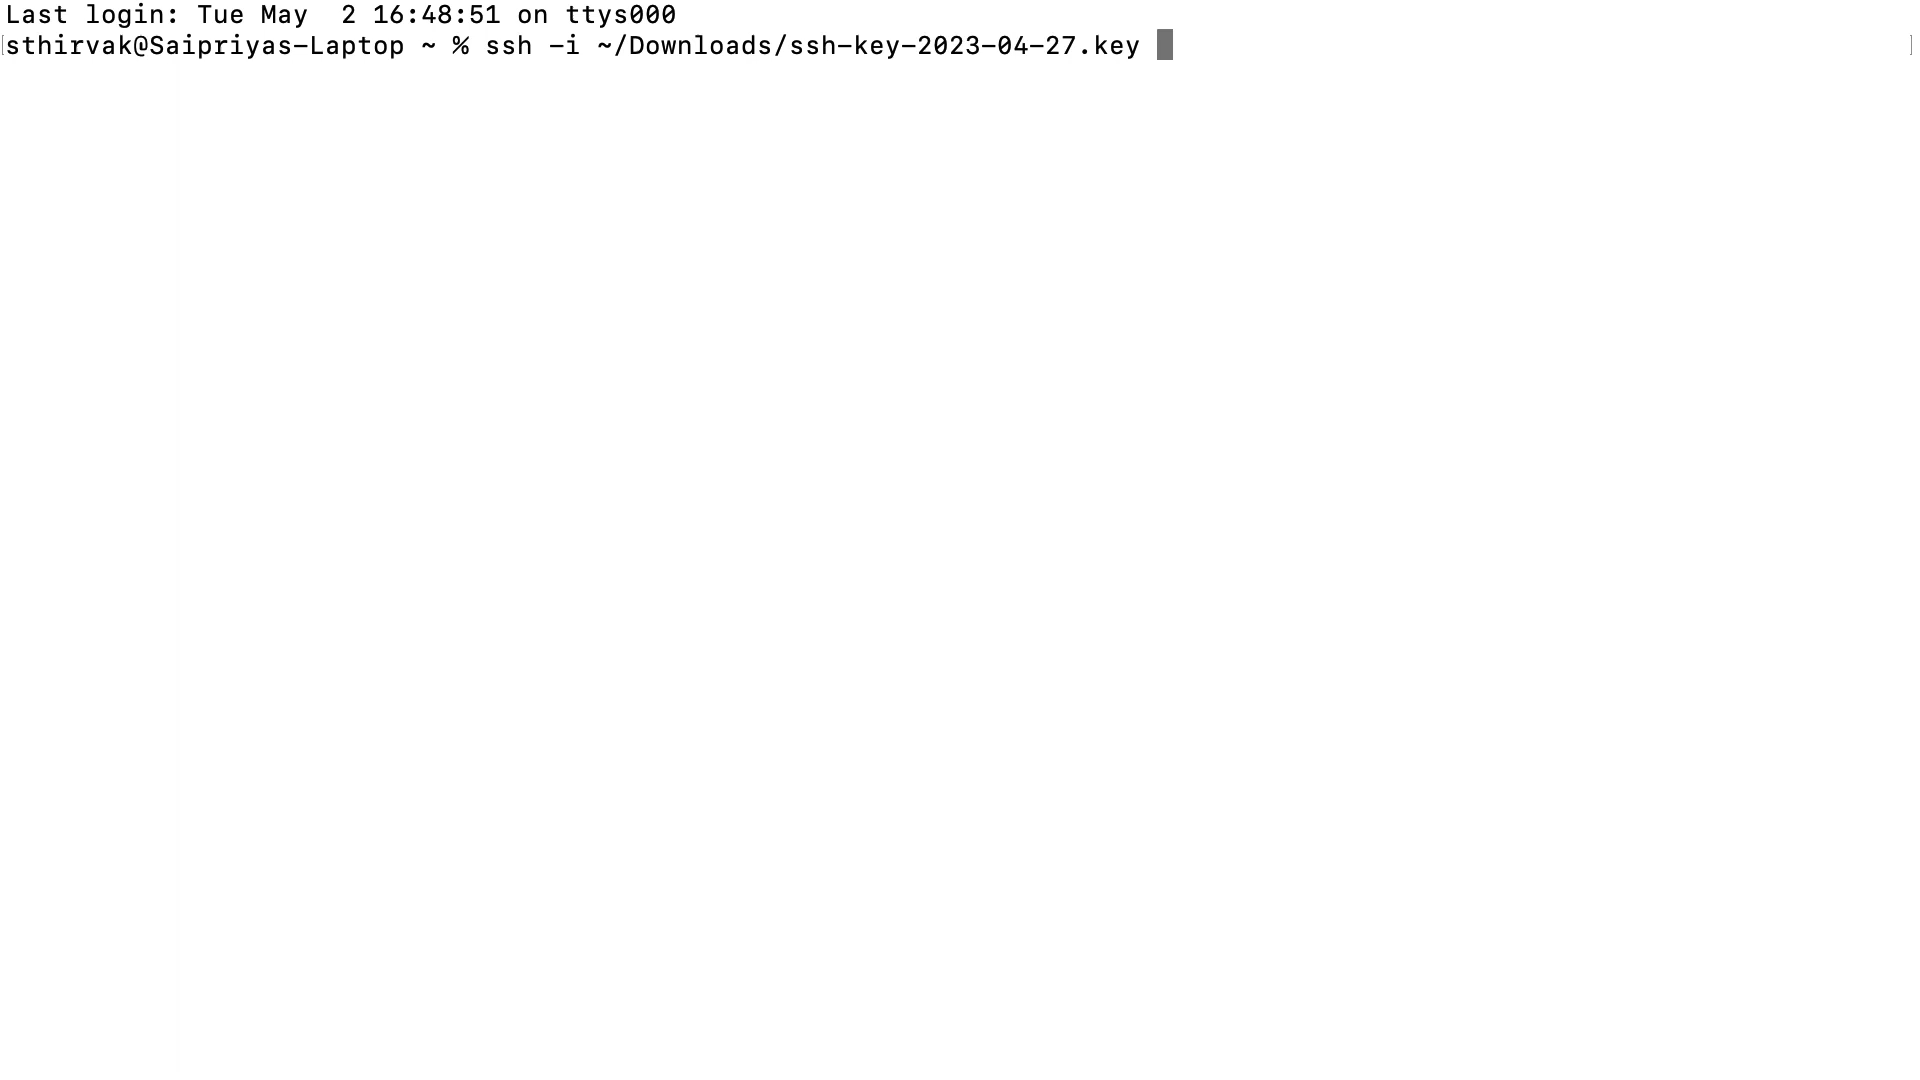 Last login: Tue May  2 16:48:51 on ttys000
[sthirvak@Saipriyas-Laptop ~ % ssh -i ~/Downloads/ssh-key-2023-04-27.key ]